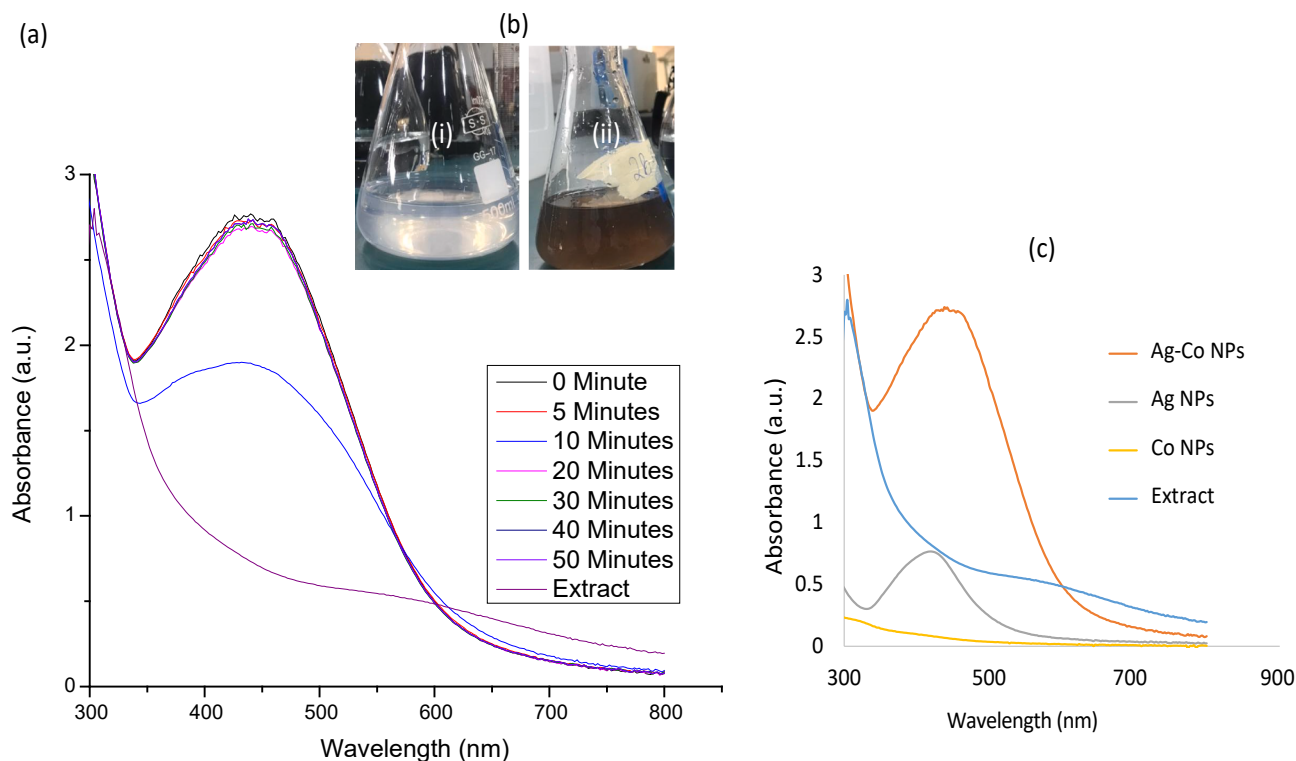 (a)
(b)
(i)
(ii)
S·S
GG-17
500ml
Absorbance (a.u.)
3
2
1
0
300
400
500
600
700
800
Wavelength (nm)
0 Minute
5 Minutes
10 Minutes
20 Minutes
30 Minutes
40 Minutes
50 Minutes
Extract
(c)
Absorbance (a.u.)
3
2.5
2
1.5
1
0.5
0
300
500
700
900
Wavelength (nm)
Ag-Co NPs
Ag NPs
Co NPs
Extract